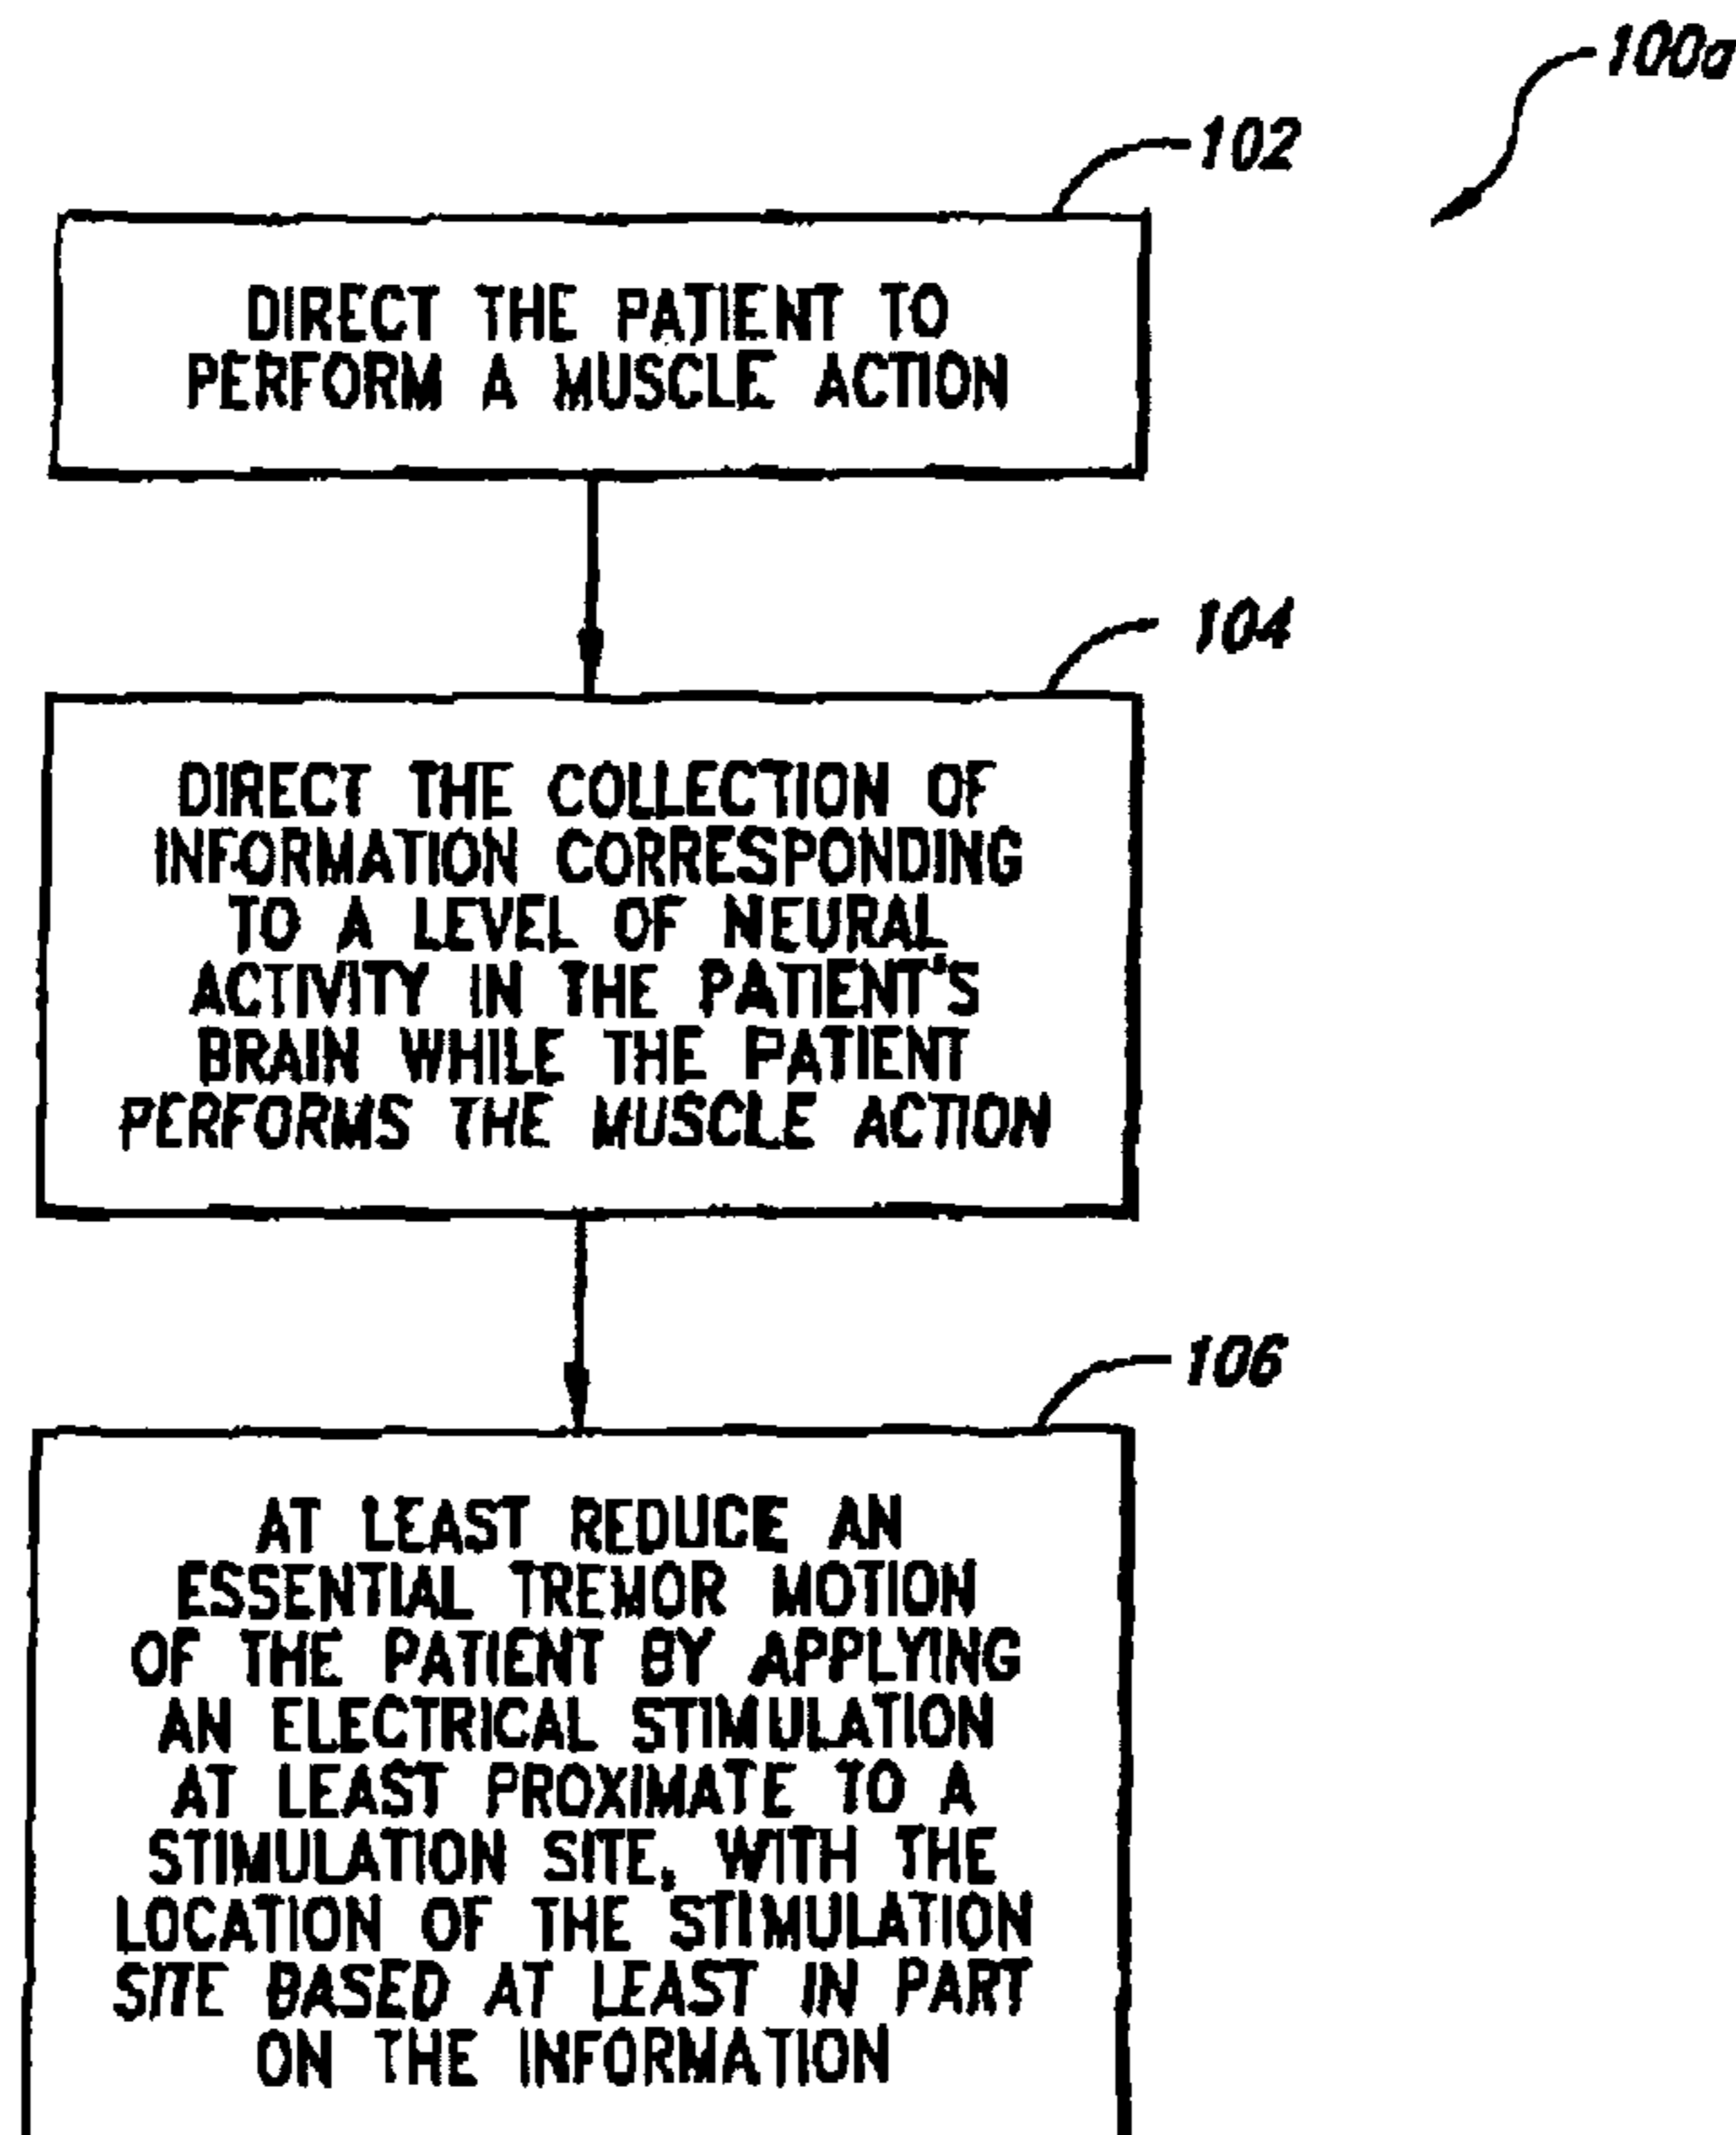 100a
102
DIRECT THE PATIENT TO
PERFORM A MUSCLE ACTION
104
DIRECT THE COLLECTION OF
INFORMATION CORRESPONDING
TO A LEVEL OF NEURAL
ACTIVITY IN THE PATIENT'S
BRAIN WHILE THE PATIENT
PERFORMS THE MUSCLE ACTION
106
AT LEAST REDUCE AN
ESSENTIAL TREMOR MOTION
OF THE PATIENT BY APPLYING
AN ELECTRICAL STIMULATION
AT LEAST PROXIMATE TO A
STIMULATION SITE, WITH THE
LOCATION OF THE STIMULATION
SITE BASED AT LEAST IN PART
ON THE INFORMATION